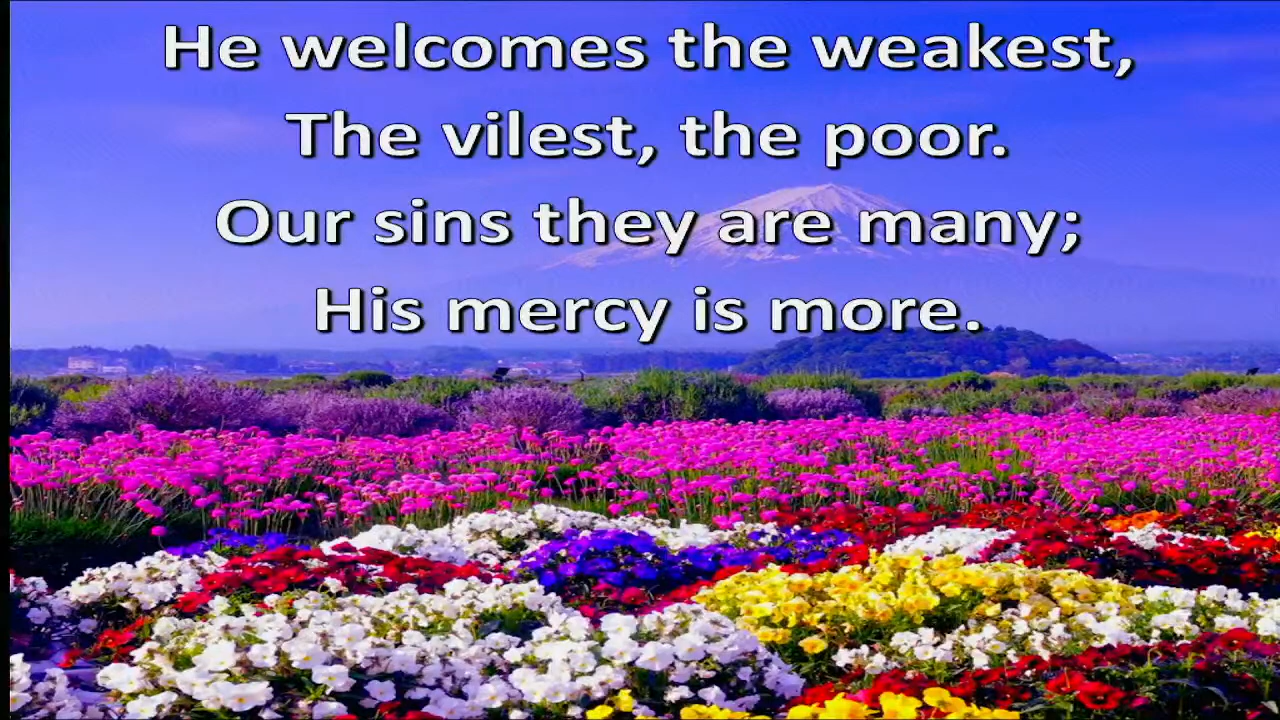 He welcomes the weakest,
The vilest, the poor.
Our sins they are many;
His mercy is more.